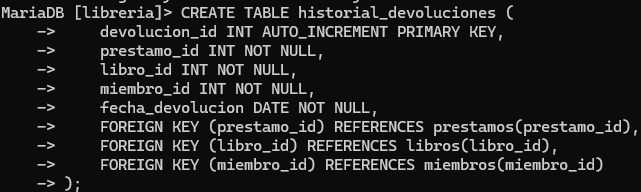 MariaDB [libreria]> CREATE TABLE historial_devoluciones (
    ->     devolucion_id INT AUTO_INCREMENT PRIMARY KEY,
    ->     prestamo_id INT NOT NULL,
    ->     libro_id INT NOT NULL,
    ->     miembro_id INT NOT NULL,
    ->     fecha_devolucion DATE NOT NULL,
    ->     FOREIGN KEY (prestamo_id) REFERENCES prestamos(prestamo_id),
    ->     FOREIGN KEY (libro_id) REFERENCES libros(libro_id),
    ->     FOREIGN KEY (miembro_id) REFERENCES miembros(miembro_id)
    -> );